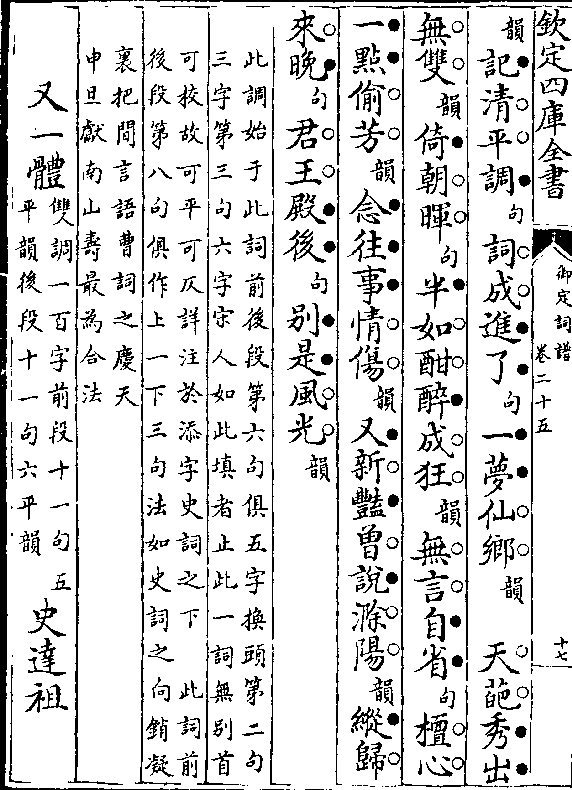 欽定四庫全書
御定詞譜 卷二十五
十七
韻 記清平調句 詞成進了句 一夢仙鄉韻 天葩秀出
無雙韻 倚朝暉句 半如酣醉成狂韻 無言自省句 檀心
一點偷芳韻 念往事情傷韻 又新豔曾說滁陽韻 縱歸
來晚句 君王殿後句 別是風光韻
此調始于此詞前後段第六句俱五字換頭第二句
三字第三句六字宋人如此填者止此一詞無別首
可校故可平可仄詳注於添字史詞之下 此詞前
後段第八句俱作上一下三句法如史詞之向銷凝
裏把間言語曹詞之慶天
申旦獻南山壽最為合法
又一體 雙調一百字前段十一句五
平韻後段十一句六平韻 史達祖